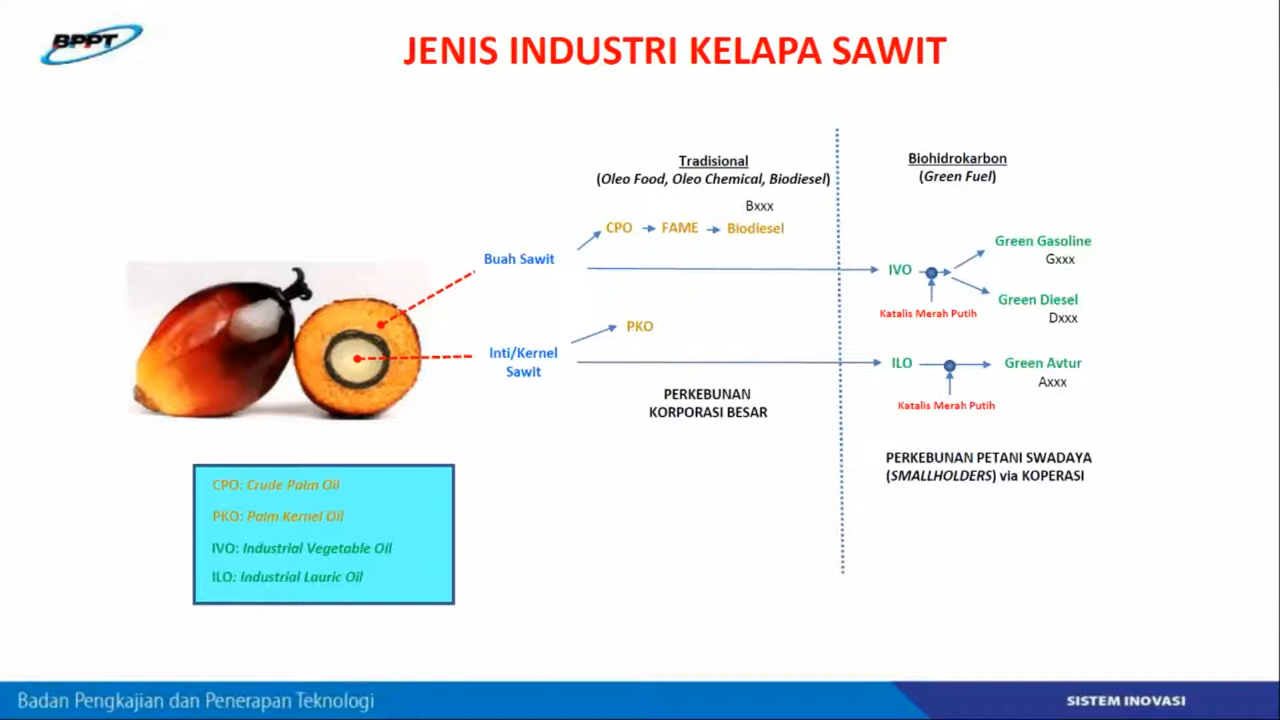 BPPT
JENIS INDUSTRI KELAPA SAWIT
Tradisional
(Oleo Food, Oleo Chemical, Biodiesel)
Bxxx
CPO FAME Biodiesel
Buah Sawit
PKO
Inti/Kernel
Sawit
PERKEBUNAN
KORPORASI BESAR
Biohidrokarbon
(Green Fuel)
IVO
Katalis Merah Putih
Green Gasoline
Gxxx
Green Diesel
Dxxx
ILO
Katalis Merah Putih
Green Avtur
Axxx
PERKEBUNAN PETANI SWADAYA
(SMALLHOLDERS) via KOPERASI
CPO: Crude Palm Oil
PKO: Palm Kernel Oil
IVO: Industrial Vegetable Oil
ILO: Industrial Lauric Oil
Badan Pengkajian dan Penerapan Teknologi
SISTEM INOVASI